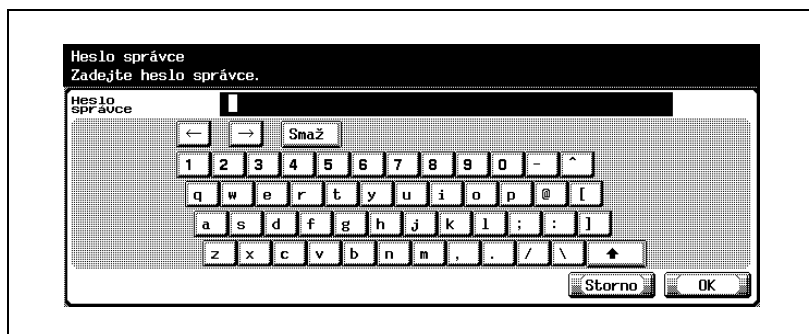 Heslo správce
Zadejte heslo správce.
Heslo
správce
← → Smaž
1 2 3 4 5 6 7 8 9 0 - ^
q w e r t y u i o p @ [
a s d f g h j k l ; : ]
z x c v b n m , . / \ ↑
Storno OK